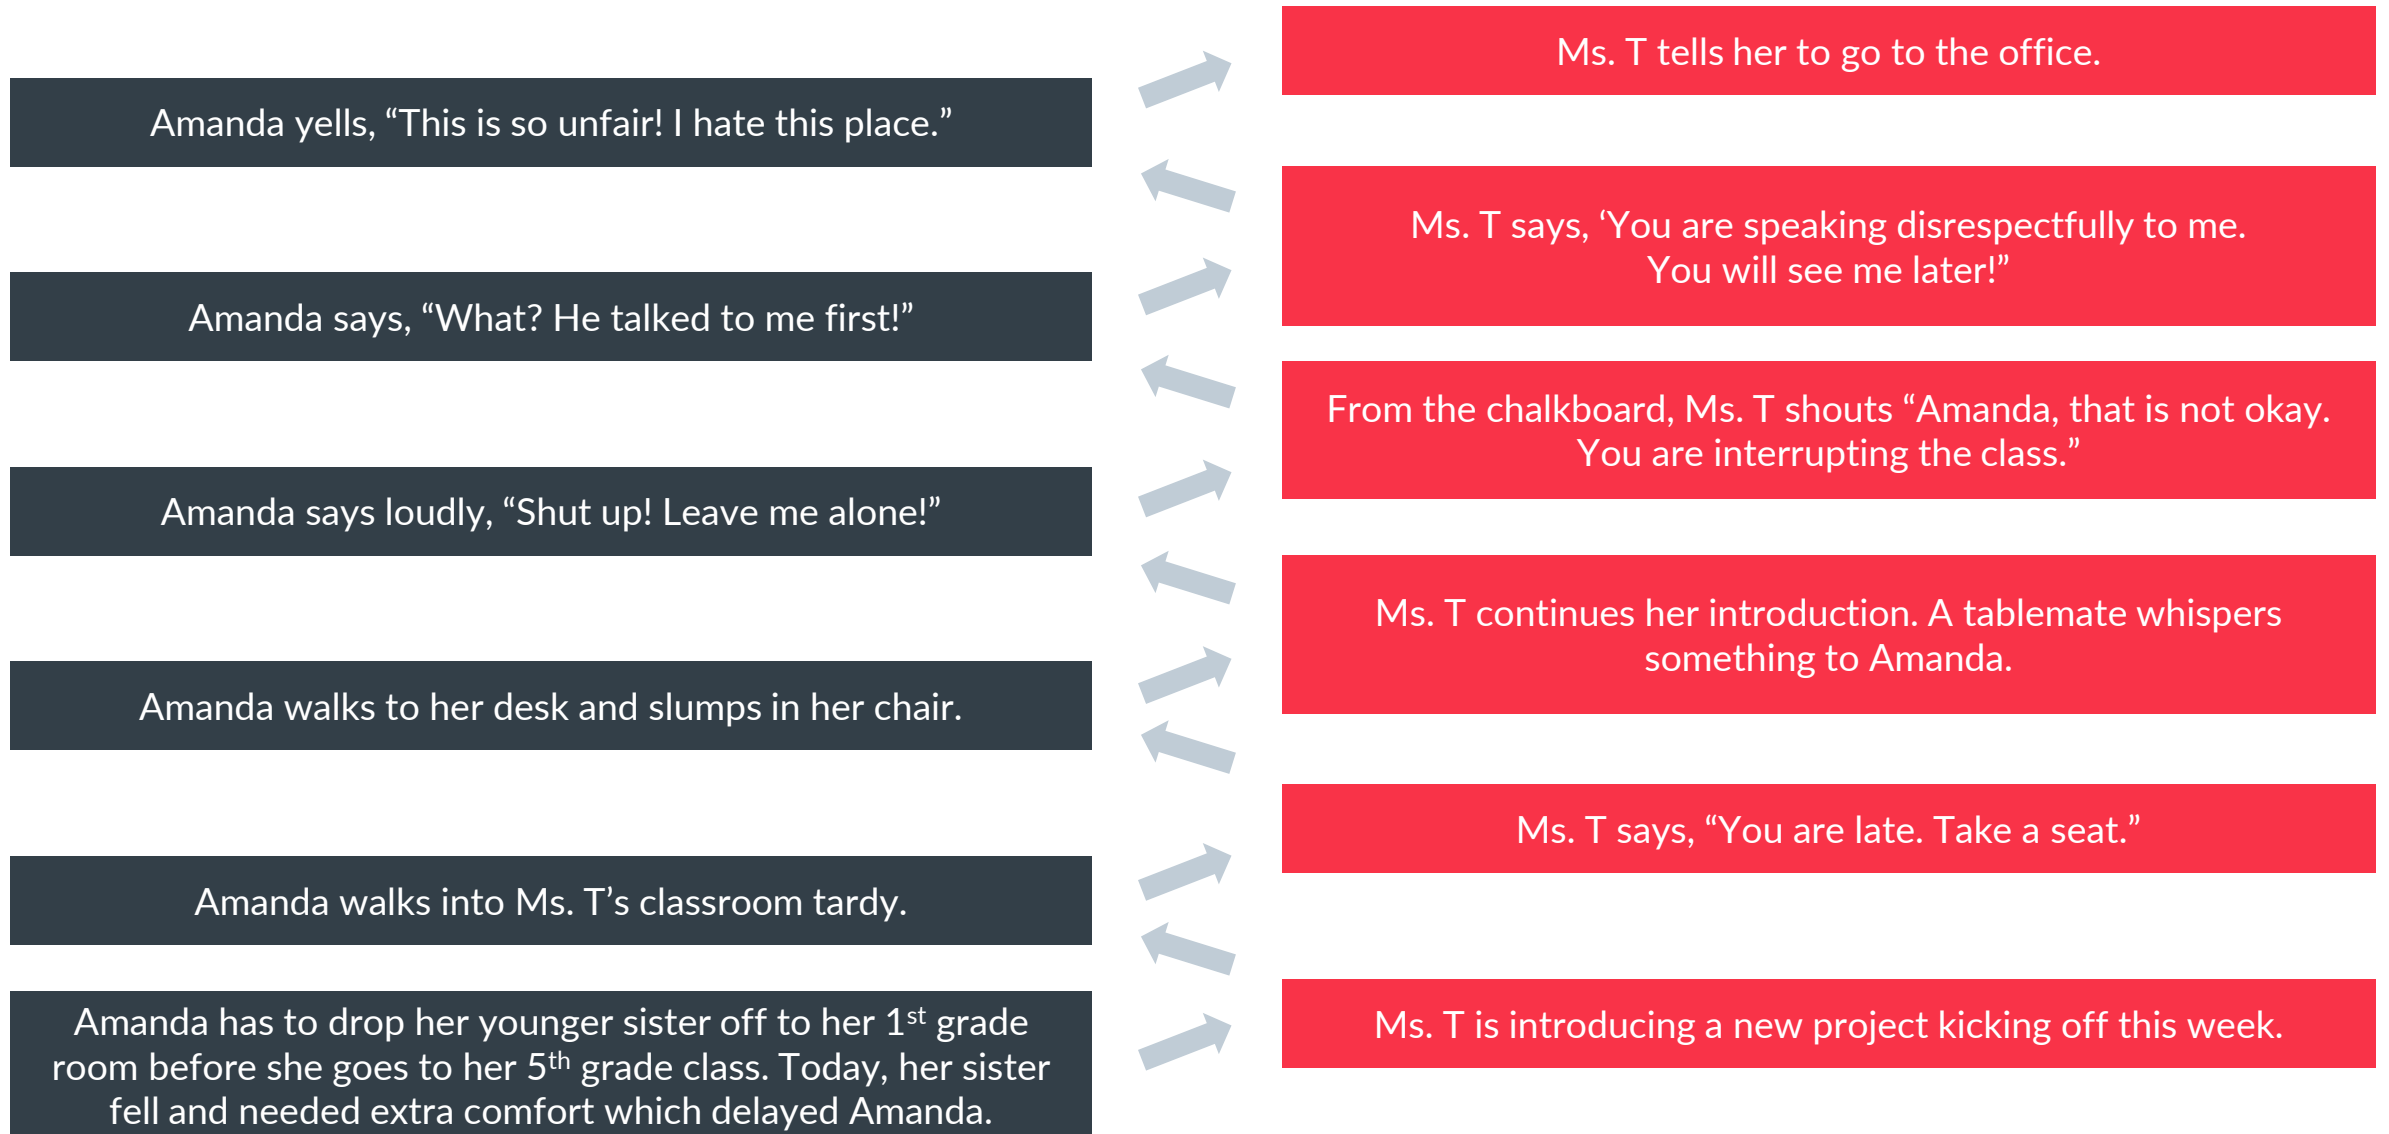 Ms. T tells her to go to the office.
Amanda yells, “This is so unfair! I hate this place.”
Ms. T says, ‘You are speaking disrespectfully to me.
You will see me later!”
Amanda says, “What? He talked to me first!”
From the chalkboard, Ms. T shouts “Amanda, that is not okay.
You are interrupting the class.”
Amanda says loudly, “Shut up! Leave me alone!”
Ms. T continues her introduction. A tablemate whispers
something to Amanda.
Amanda walks to her desk and slumps in her chair.
Ms. T says, “You are late. Take a seat.”
Amanda walks into Ms. T’s classroom tardy.
Ms. T is introducing a new project kicking off this week.
Amanda has to drop her younger sister off to her 1st grade
room before she goes to her 5th grade class. Today, her sister
fell and needed extra comfort which delayed Amanda.